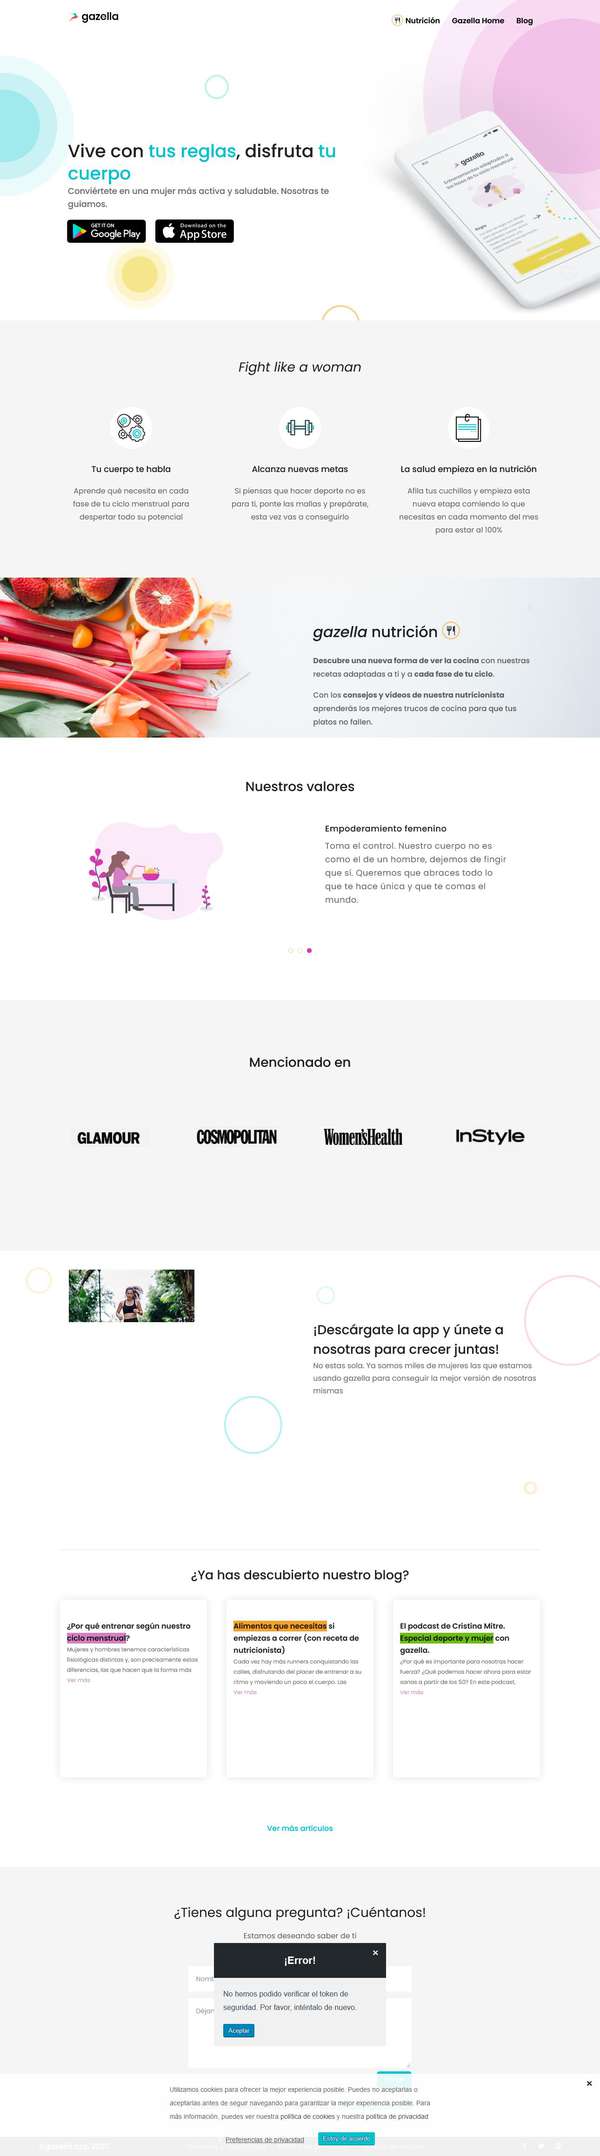 gazella
Nutrición
Gazella Home
Blog
Vive con tus reglas, disfruta tu
cuerpo
Conviértete en una mujer más activa y saludable. Nosotras te
guiamos.
GET IT ON
Google Play
Download on the
App Store
gazella
Fight like a woman
Tu cuerpo te habla
Aprende qué necesita en cada
fase de tu ciclo menstrual para
despertar todo su potencial
Alcanza nuevas metas
Si piensas que hacer deporte no es
para ti, ponte las mallas y prepárate,
esta vez vas a conseguirlo
La salud empieza en la nutrición
Afila tus cuchillos y empieza esta
nueva etapa comiendo lo que
necesitas en cada momento del mes
para estar al 100%
gazella nutrición
Descubre una nueva forma de ver la cocina con nuestras
recetas adaptadas a ti y a cada fase de tu ciclo.
Con los consejos y vídeos de nuestra nutricionista
aprenderás los mejores trucos de cocina para que tus
platos no fallen.
Nuestros valores
Empoderamiento femenino
Toma el control. Nuestro cuerpo no es
como el de un hombre, dejemos de fingir
que sí. Queremos que abraces todo lo
que te hace única y que te comas el
mundo.
Mencionado en
GLAMOUR
COSMOPOLITAN
Women'sHealth
InStyle
¡Descárgate la app y únete a
nosotras para crecer juntas!
No estas sola. Ya somos miles de mujeres las que estamos
usando gazella para conseguir la mejor versión de nosotras
mismas
¿Ya has descubierto nuestro blog?
¿Por qué entrenar según nuestro
ciclo menstrual?
Mujeres y hombres tenemos características
fisiológicas distintas y, son precisamente estas
diferencias, las que hacen que la forma más
Ver más
Alimentos que necesitas si
empiezas a correr (con receta de
nutricionista)
Cada vez hay más runners conquistando las
calles, disfrutando del placer de entrenar a su
ritmo y moviendo un poco el cuerpo. Las
Ver más
El podcast de Cristina Mitre.
Especial deporte y mujer con
gazella.
¿Por qué es importante para nosotras hacer
fuerza? ¿Qué podemos hacer ahora para estar
sanas a partir de los 50? En este podcast,
Ver más
Ver más artículos
¿Tienes alguna pregunta? ¡Cuéntanos!
Estamos deseando saber de ti
¡Error!
×
No hemos podido verificar el token de
seguridad. Por favor, inténtalo de nuevo.
Aceptar
Utilizamos cookies para ofrecer la mejor experiencia posible. Puedes no aceptarlas o
aceptarlas antes de seguir navegando para garantizar la mejor experiencia posible. Para
más información, puedes ver nuestra política de cookies y nuestra política de privacidad
Preferencias de privacidad
Estoy de acuerdo